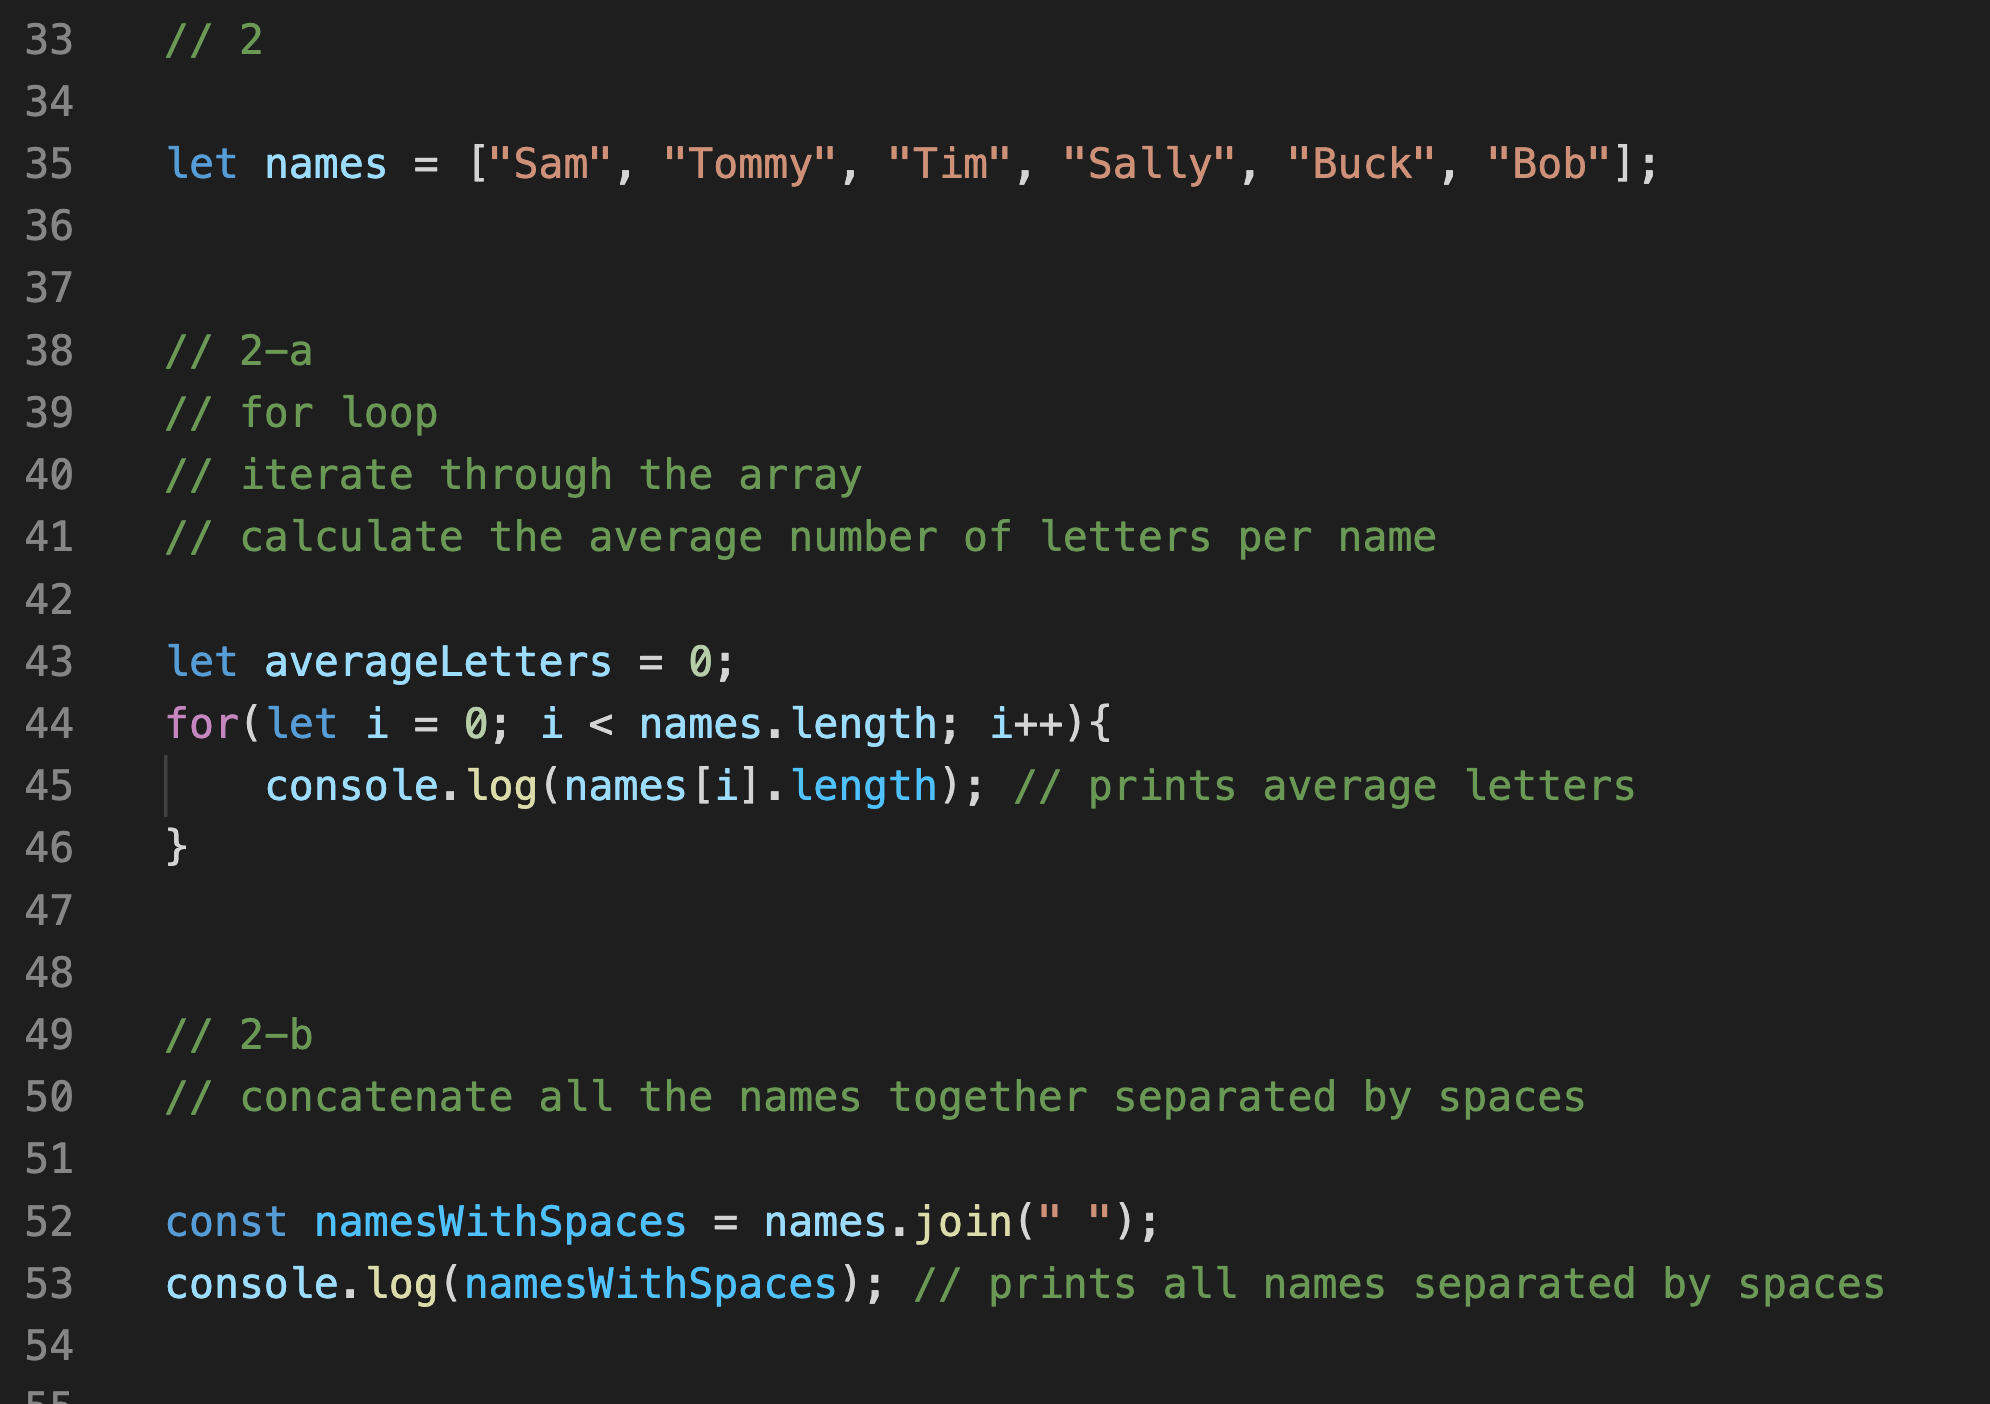 33 // 2
34
35 let names = ["Sam", "Tommy", "Tim", "Sally", "Buck", "Bob"];
36
37
38 // 2-a
39 // for loop
40 // iterate through the array
41 // calculate the average number of letters per name
42
43 let averageLetters = 0;
44 for(let i = 0; i < names.length; i++){
45     console.log(names[i].length); // prints average letters
46 }
47
48
49 // 2-b
50 // concatenate all the names together separated by spaces
51
52 const namesWithSpaces = names.join(" ");
53 console.log(namesWithSpaces); // prints all names separated by spaces
54
55